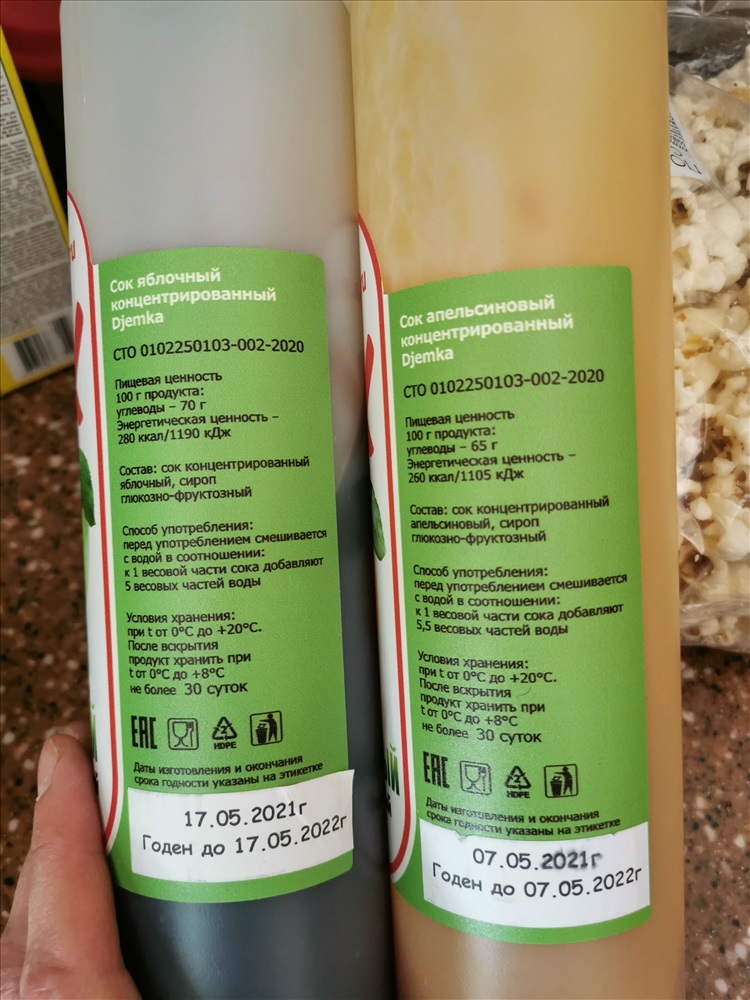 Сок яблочный
концентрированный
Djemka
СТО 0102250103-002-2020
Пищевая ценность
100 г продукта:
углеводы – 70 г
Энергетическая ценность –
280 ккал/1190 кДж
Состав: сок концентрированный
яблочный, сироп
глюкозно-фруктозный
Способ употребления:
перед употреблением смешивается
с водой в соотношении:
к 1 весовой части сока добавляют
5 весовых частей воды
Условия хранения:
при t от 0°С до +20°С.
После вскрытия
продукт хранить при
t от 0°С до +8°С
не более 30 суток
EAC
HDPE
Даты изготовления и окончания
срока годности указаны на этикетке
17.05.2021г
Годен до 17.05.2022г
Сок апельсиновый
концентрированный
Djemka
СТО 0102250103-002-2020
Пищевая ценность
100 г продукта:
углеводы – 65 г
Энергетическая ценность –
260 ккал/1105 кДж
Состав: сок концентрированный
апельсиновый, сироп
глюкозно-фруктозный
Способ употребления:
перед употреблением смешивается
с водой в соотношении:
к 1 весовой части сока добавляют
5,5 весовых частей воды
Условия хранения:
при t от 0°С до +20°С.
После вскрытия
продукт хранить при
t от 0°С до +8°С
не более 30 суток
EAC
HDPE
Даты изготовления и окончания
срока годности указаны на этикетке
07.05.2021г
Годен до 07.05.2022г